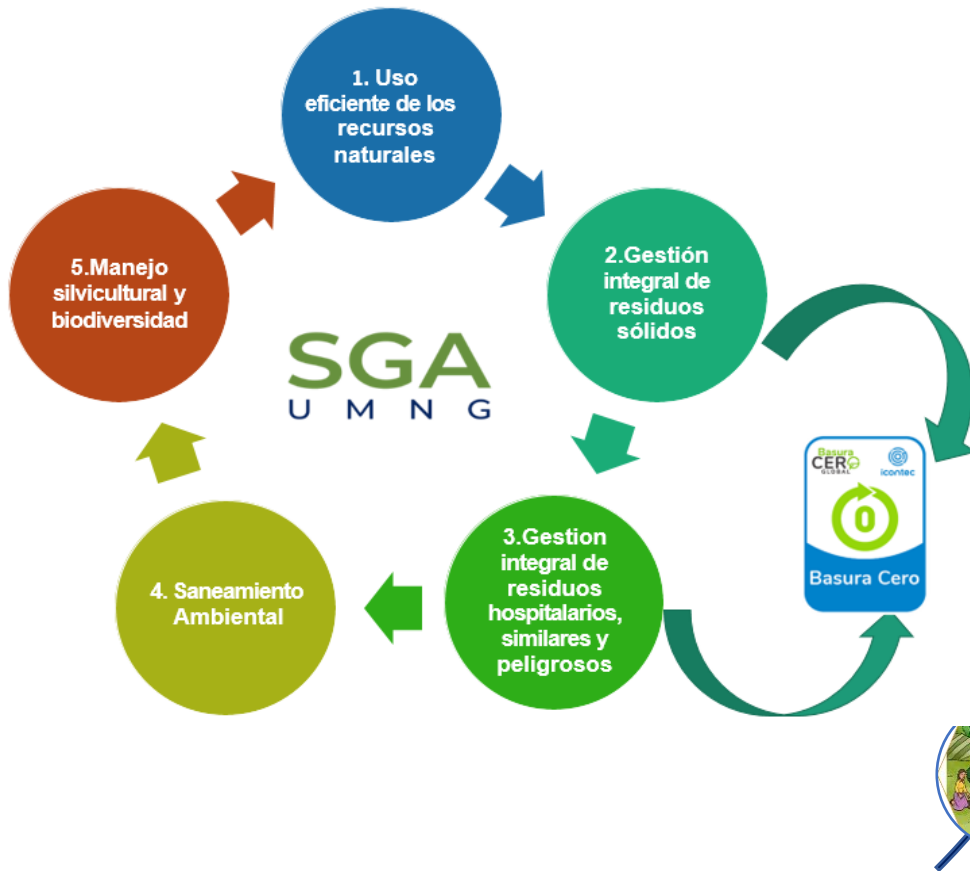 1. Uso
eficiente de los
recursos
naturales
5.Manejo
silvicultural y
biodiversidad
2.Gestión
integral de
residuos
sólidos
SGA
UMNG
Basura
CERO
GLOBAL
icontec
0
Basura Cero
3.Gestion
integral de
residuos
hospitalarios,
similares y
peligrosos
4. Saneamiento
Ambiental